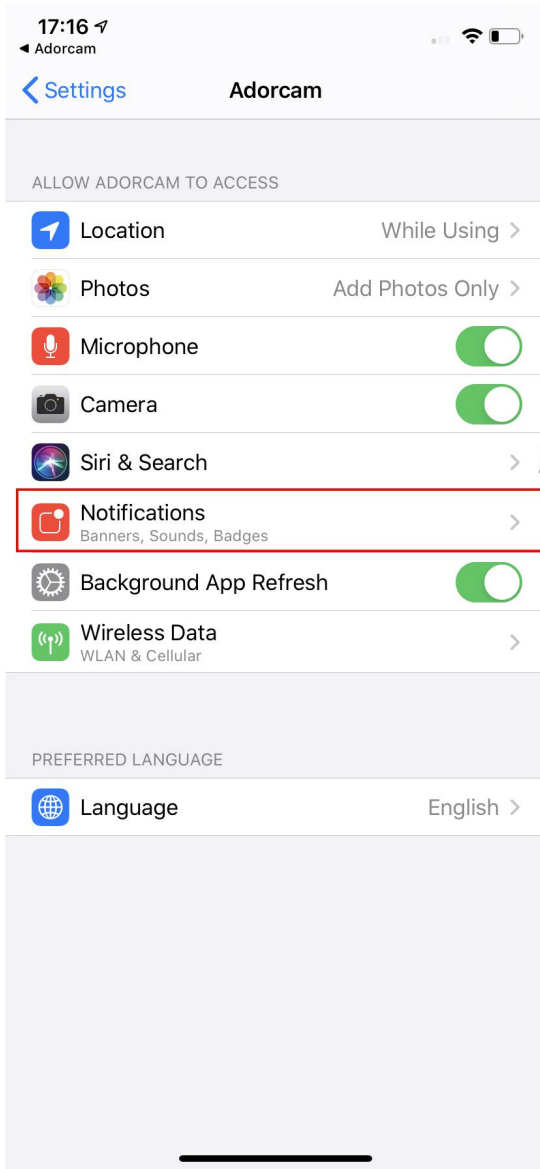 17:16
◀ Adorcam
Settings
Adorcam
ALLOW ADORCAM TO ACCESS
Location While Using
Photos Add Photos Only
Microphone
Camera
Siri & Search
Notifications
Banners, Sounds, Badges
Background App Refresh
Wireless Data
WLAN & Cellular
PREFERRED LANGUAGE
Language English